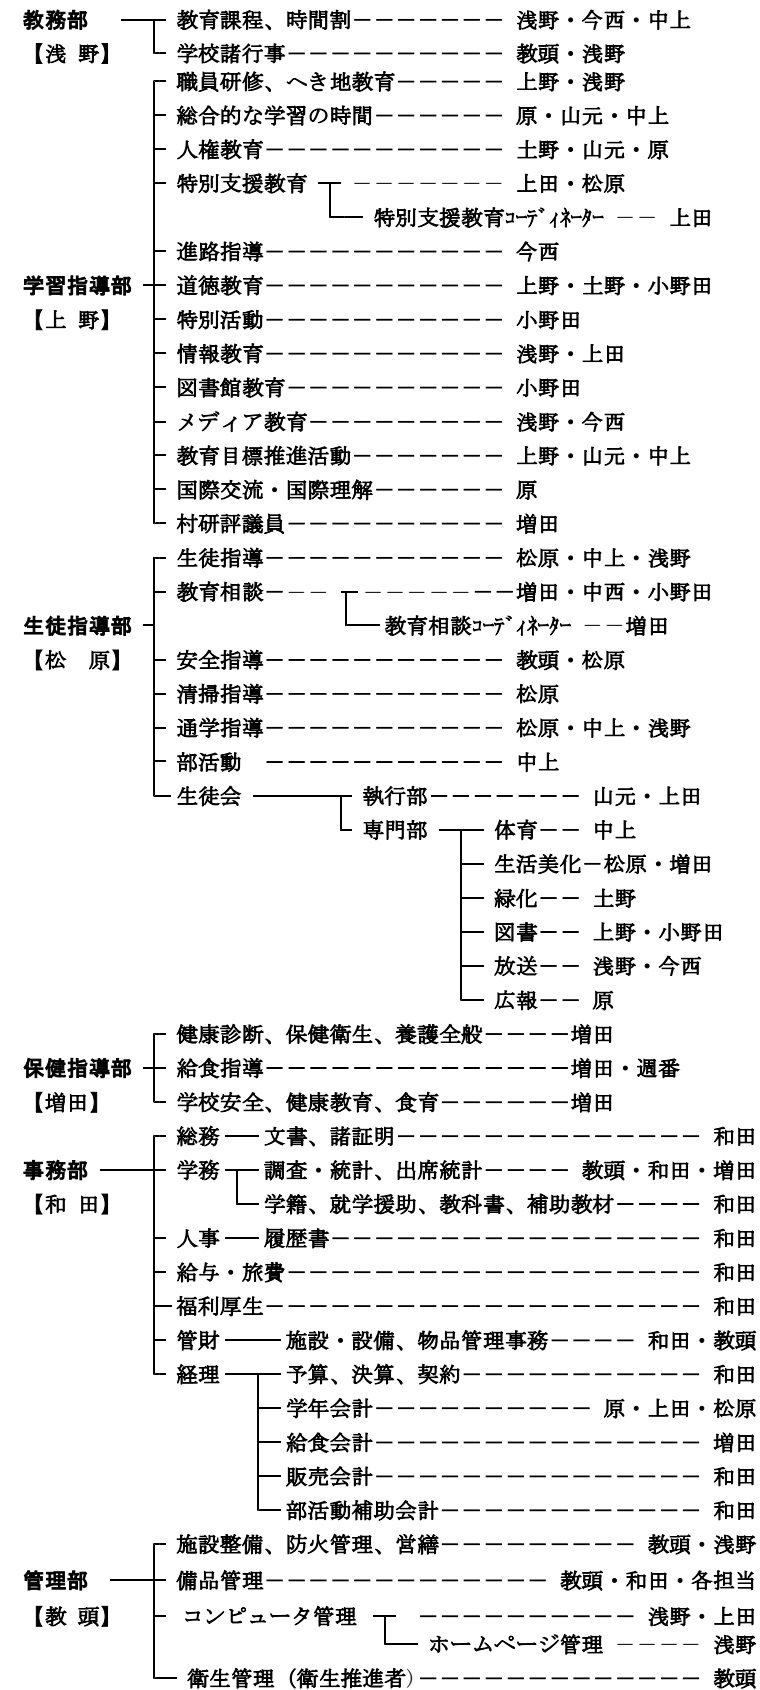 教務部 教育課程、時間割－－－－－－－ 浅野・今西・中上
【浅 野】 学校諸行事－－－－－－－－－－ 教頭・浅野
職員研修、へき地教育－－－－－ 上野・浅野
総合的な学習の時間－－－－－－ 原・山元・中上
人権教育－－－－－－－－－－－ 土野・山元・原
特別支援教育 －－－－－－－ 上田・松原
特別支援教育ｺｰﾃﾞｨﾈｰﾀｰ －－ 上田
進路指導－－－－－－－－－－－ 今西
学習指導部 道徳教育－－－－－－－－－－－ 上野・土野・小野田
【上 野】 特別活動－－－－－－－－－－－ 小野田
情報教育－－－－－－－－－－－ 浅野・上田
図書館教育－－－－－－－－－－ 小野田
メディア教育－－－－－－－－－ 浅野・今西
教育目標推進活動－－－－－－－ 上野・山元・中上
国際交流・国際理解－－－－－－ 原
村研評議員－－－－－－－－－－ 増田
生徒指導－－－－－－－－－－－ 松原・中上・浅野
教育相談－－－ －－－－－－－増田・中西・小野田
生徒指導部 教育相談ｺｰﾃﾞｨﾈｰﾀｰ －－増田
【松　原】 安全指導－－－－－－－－－－－ 教頭・松原
清掃指導－－－－－－－－－－－ 松原
通学指導－－－－－－－－－－－ 松原・中上・浅野
部活動 －－－－－－－－－－－ 中上
生徒会 執行部－－－－－－－ 山元・上田
専門部 体育－－ 中上
生活美化－松原・増田
緑化－－ 土野
図書－－ 上野・小野田
放送－－ 浅野・今西
広報－－ 原
健康診断、保健衛生、養護全般－－－－増田
保健指導部 給食指導－－－－－－－－－－－－－－増田・週番
【増田】 学校安全、健康教育、食育－－－－－－増田
総務 文書、諸証明－－－－－－－－－－－－－－ 和田
事務部 学務 調査・統計、出席統計－－－－ 教頭・和田・増田
【和 田】 学籍、就学援助、教科書、補助教材－－－－ 和田
人事 履歴書－－－－－－－－－－－－－－－－－ 和田
給与・旅費－－－－－－－－－－－－－－－－－－－ 和田
福利厚生－－－－－－－－－－－－－－－－－－－－ 和田
管財 施設・設備、物品管理事務－－－－ 和田・教頭
経理 予算、決算、契約－－－－－－－－－－－ 和田
学年会計－－－－－－－－－－ 原・上田・松原
給食会計－－－－－－－－－－－－－－－ 増田
販売会計－－－－－－－－－－－－－－－ 和田
部活動補助会計－－－－－－－－－－－－ 和田
施設整備、防火管理、営繕－－－－－－－－－ 教頭・浅野
管理部 備品管理－－－－－－－－－－－－－ 教頭・和田・各担当
【教 頭】 コンピュータ管理 －－－－－－－－－－ 浅野・上田
ホームページ管理 －－－－ 浅野
衛生管理（衛生推進者）－－－－－－－－－－－－－ 教頭